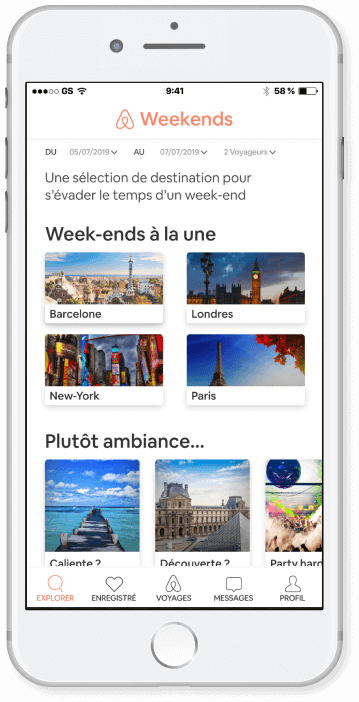 GS 9:41 58 %
Weekends
DU 05/07/2019 AU 07/07/2019 2 Voyageurs
Une sélection de destination pour
s’évader le temps d’un week-end
Week-ends à la une
Barcelone Londres
New-York Paris
Plutôt ambiance...
Caliente ? Découverte ? Party hard
EXPLORER ENREGISTRÉ VOYAGES MESSAGES PROFIL